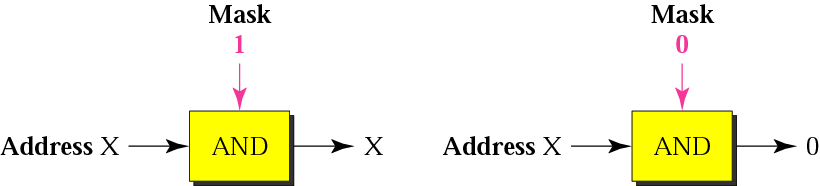 Mask
1
Address X
AND
X
Mask
0
Address X
AND
0